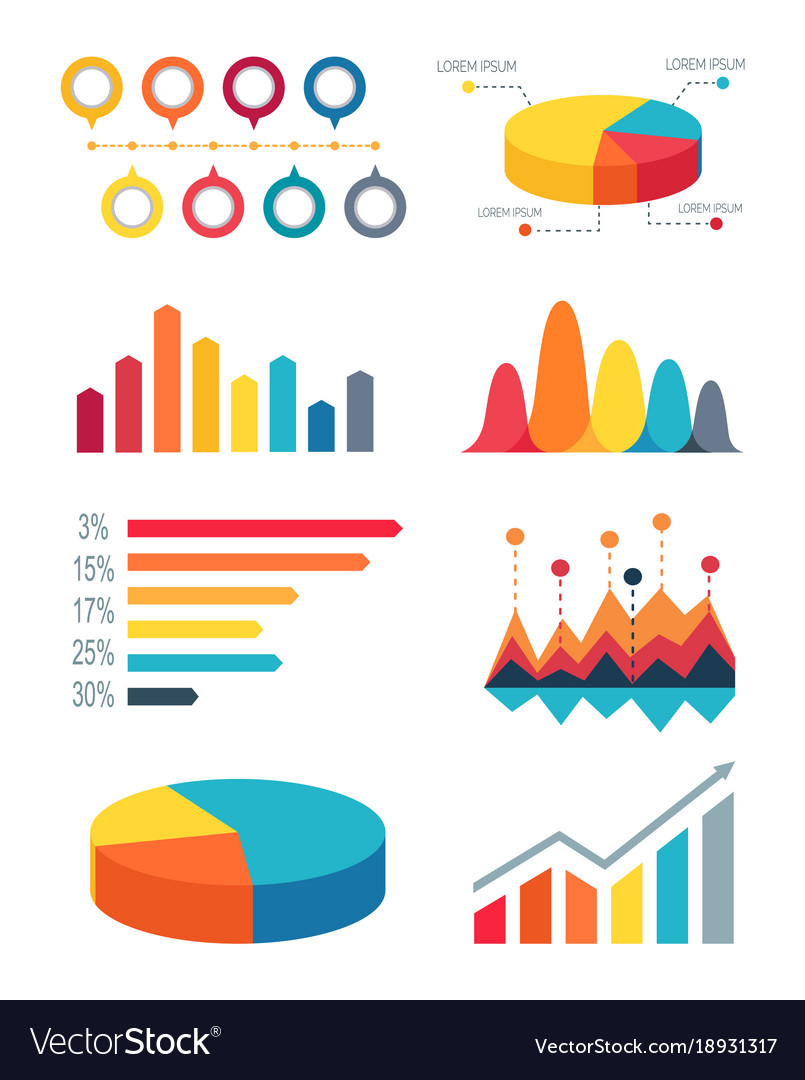 LOREM IPSUM
LOREM IPSUM
LOREM IPSUM
LOREM IPSUM
3%
15%
17%
25%
30%
VectorStock®
VectorStock.com/18931317